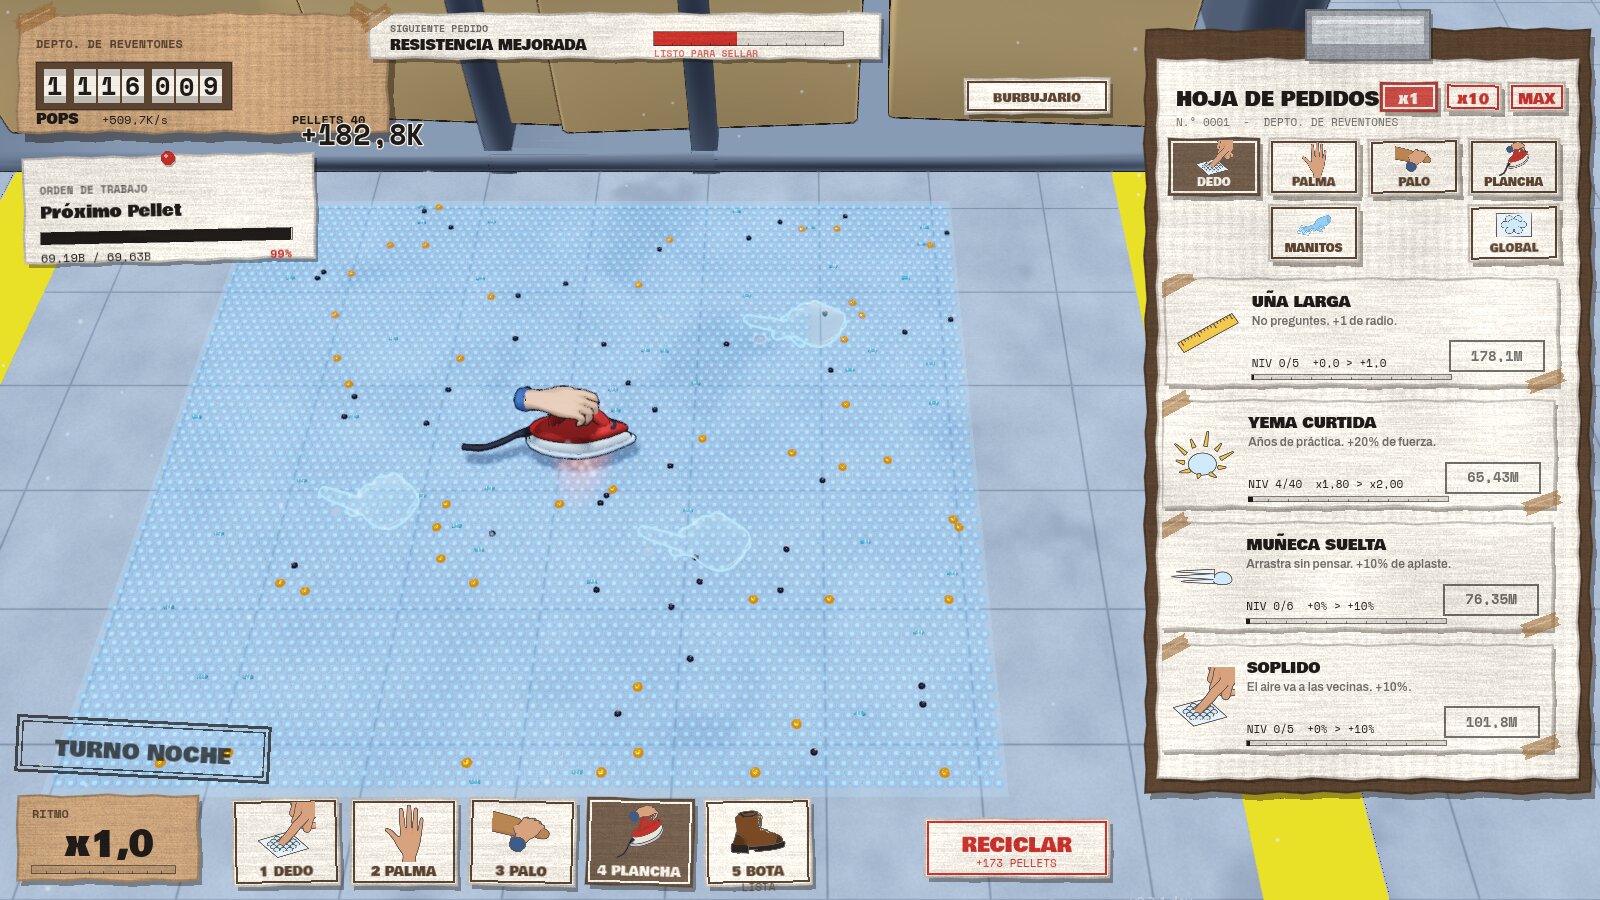 DEPTO. DE REVENTONES
1 116 009
POPS +509,7K/s PELLETS 40
+182,8K
SIGUIENTE PEDIDO
RESISTENCIA MEJORADA
LISTO PARA SELLAR
BURBUJARIO
ORDEN DE TRABAJO
Próximo Pellet
69.19B / 69.63B 99%
HOJA DE PEDIDOS x1 x10 MAX
N.° 0001 - DEPTO. DE REVENTONES
DEDO PALMA PALO PLANCHA
MANITOS GLOBAL
UÑA LARGA
No preguntes. +1 de radio.
NIV 0/5 +0,0 > +1,0
178,1M
YEMA CURTIDA
Años de práctica. +20% de fuerza.
NIV 4/40 x1,80 > x2,00
65,43M
MUÑECA SUELTA
Arrastra sin pensar. +10% de aplaste.
NIV 0/6 +0% > +10%
76,35M
SOPLIDO
El aire va a las vecinas. +10%.
NIV 0/5 +0% > +10%
101,8M
TURNO NOCHE
RITMO
x1,0
1 DEDO 2 PALMA 3 PALO 4 PLANCHA 5 BOTA
LISTA
RECICLAR
+173 PELLETS